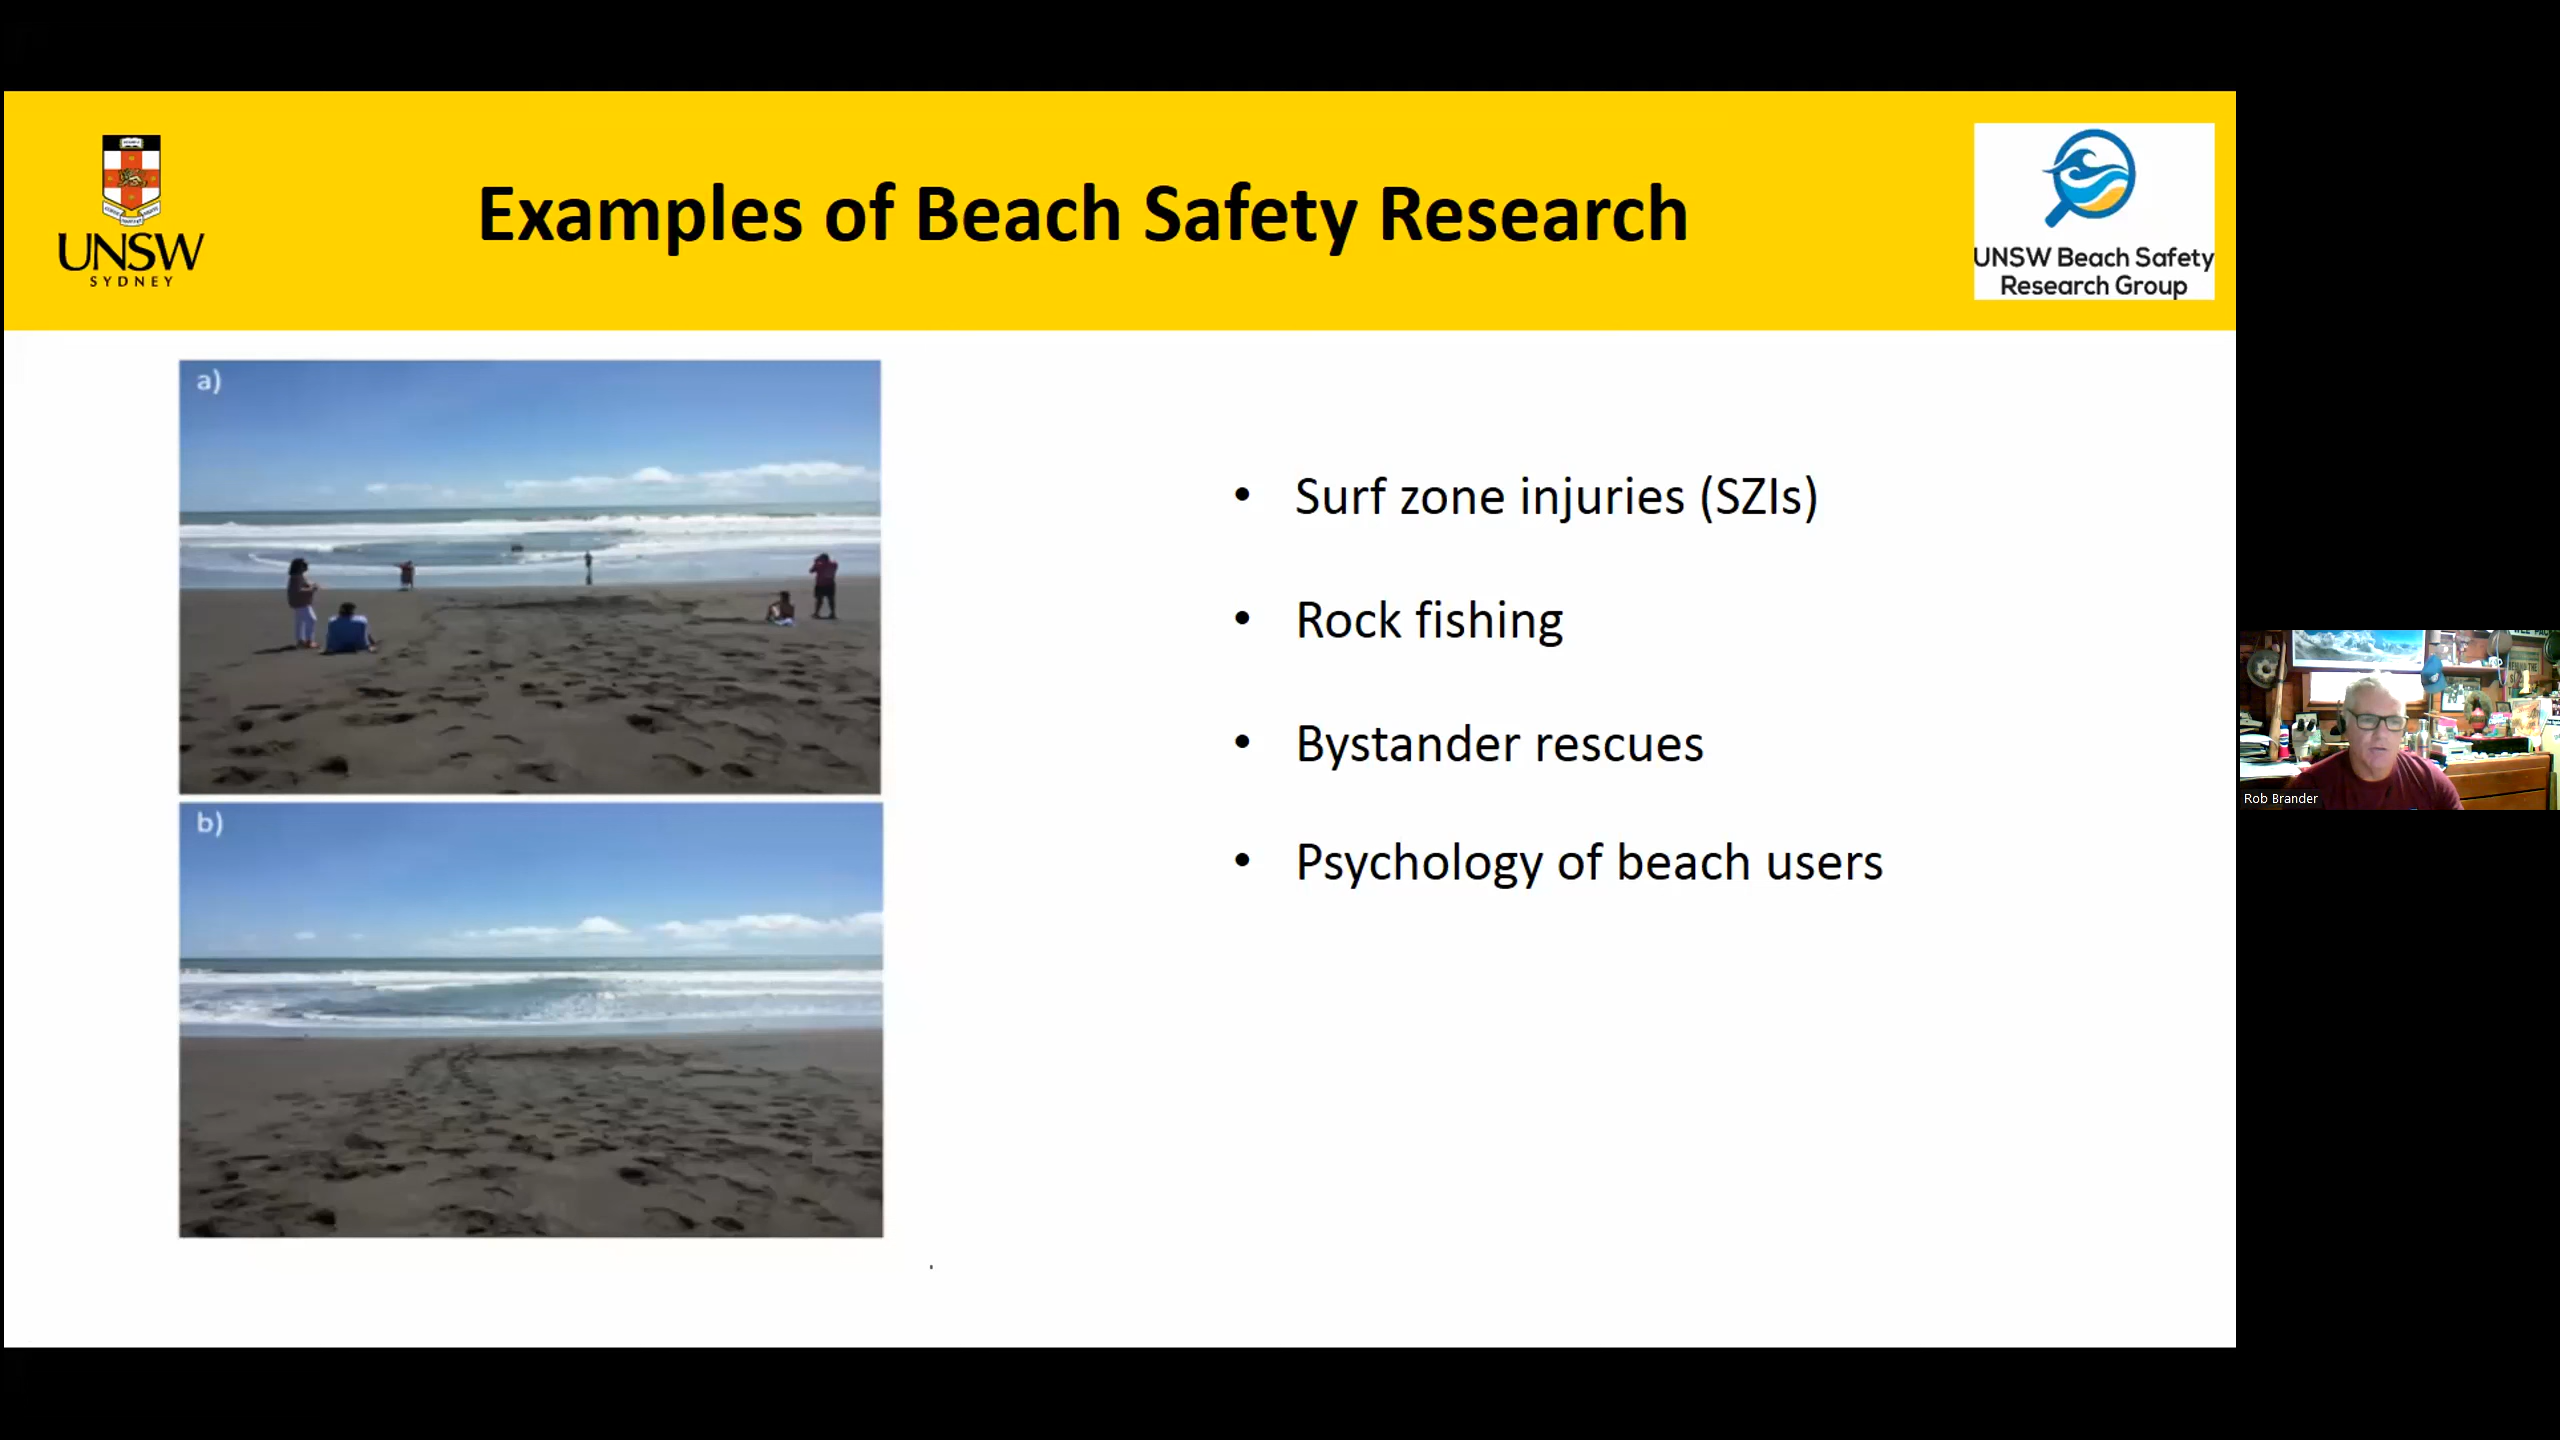 UNSW
SYDNEY
Examples of Beach Safety Research
UNSW Beach Safety
Research Group
a)
b)
• Surf zone injuries (SZIs)
• Rock fishing
• Bystander rescues
• Psychology of beach users
Rob Brander